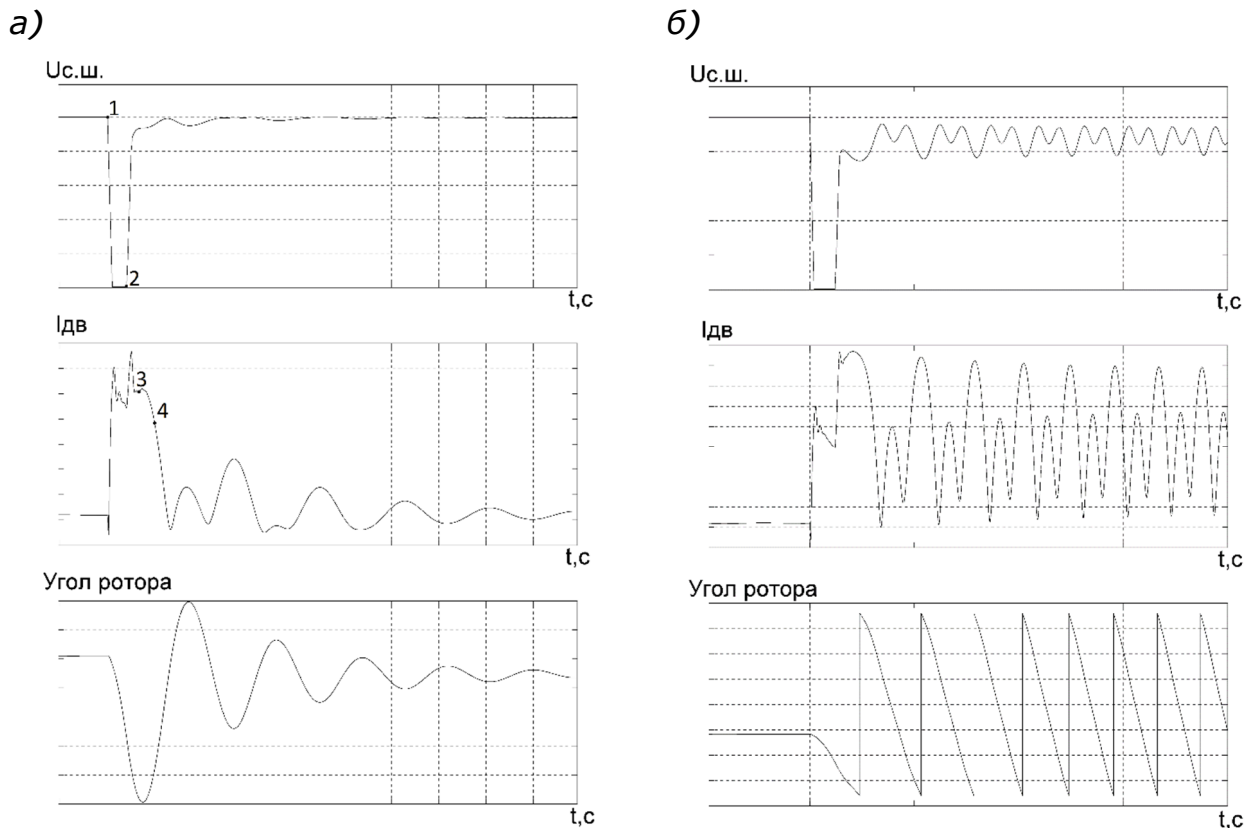 а)
Uс.ш.
1
2
t,с
Iдв
3
4
t,с
Угол ротора
t,с
б)
Uс.ш.
t,с
Iдв
t,с
Угол ротора
t,с